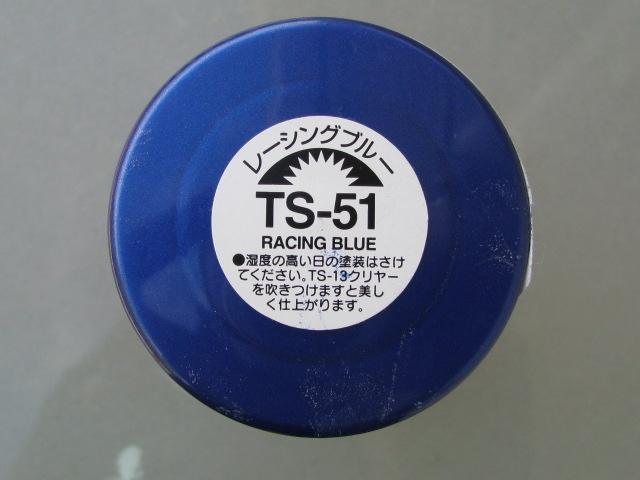 レーシングブルー
TS-51
RACING BLUE
●湿度の高い日の塗装はさけ
てください。TS-13クリヤー
を吹きつけますと美し
く仕上がります。